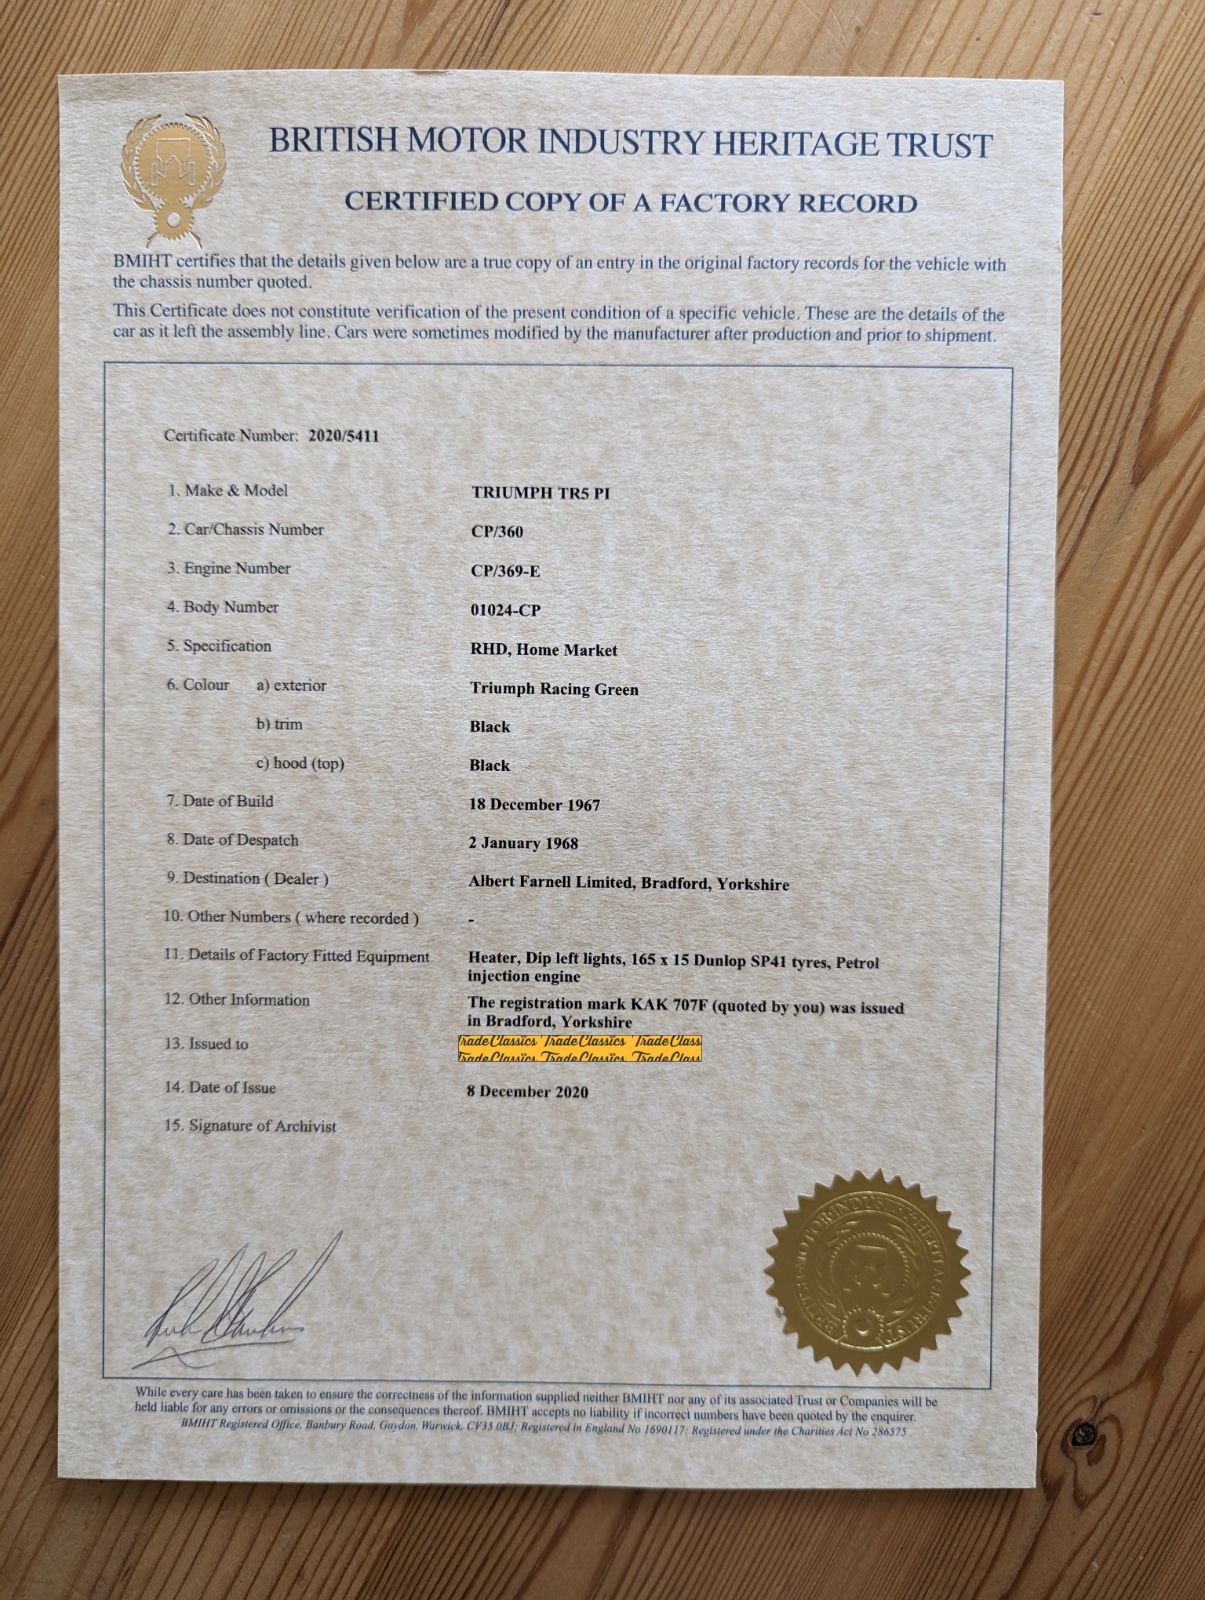 BRITISH MOTOR INDUSTRY HERITAGE TRUST
CERTIFIED COPY OF A FACTORY RECORD
BMIHT certifies that the details given below are a true copy of an entry in the original factory records for the vehicle with
the chassis number quoted.
This Certificate does not constitute verification of the present condition of a specific vehicle. These are the details of the
car as it left the assembly line. Cars were sometimes modified by the manufacturer after production and prior to shipment.
Certificate Number: 2020/5411
1. Make & Model TRIUMPH TR5 PI
2. Car/Chassis Number CP/360
3. Engine Number CP/369-E
4. Body Number 01024-CP
5. Specification RHD, Home Market
6. Colour a) exterior Triumph Racing Green
b) trim Black
c) hood (top) Black
7. Date of Build 18 December 1967
8. Date of Despatch 2 January 1968
9. Destination ( Dealer ) Albert Farnell Limited, Bradford, Yorkshire
10. Other Numbers ( where recorded ) -
11. Details of Factory Fitted Equipment Heater, Dip left lights, 165 x 15 Dunlop SP41 tyres, Petrol
injection engine
12. Other Information The registration mark KAK 707F (quoted by you) was issued
in Bradford, Yorkshire
13. Issued to Trade Classics Trade Classics Trade Class
Trade Classics Trade Classics Trade Class
14. Date of Issue 8 December 2020
15. Signature of Archivist
While every care has been taken to ensure the correctness of the information supplied neither BMIHT nor any of its associated Trust or Companies will be
held liable for any errors or omissions or the consequences thereof. BMIHT accepts no liability if incorrect numbers have been quoted by the enquirer.
BMIHT Registered Office, Banbury Road, Gaydon, Warwick, CV35 0BJ; Registered in England No 1690117; Registered under the Charities Act No 286575